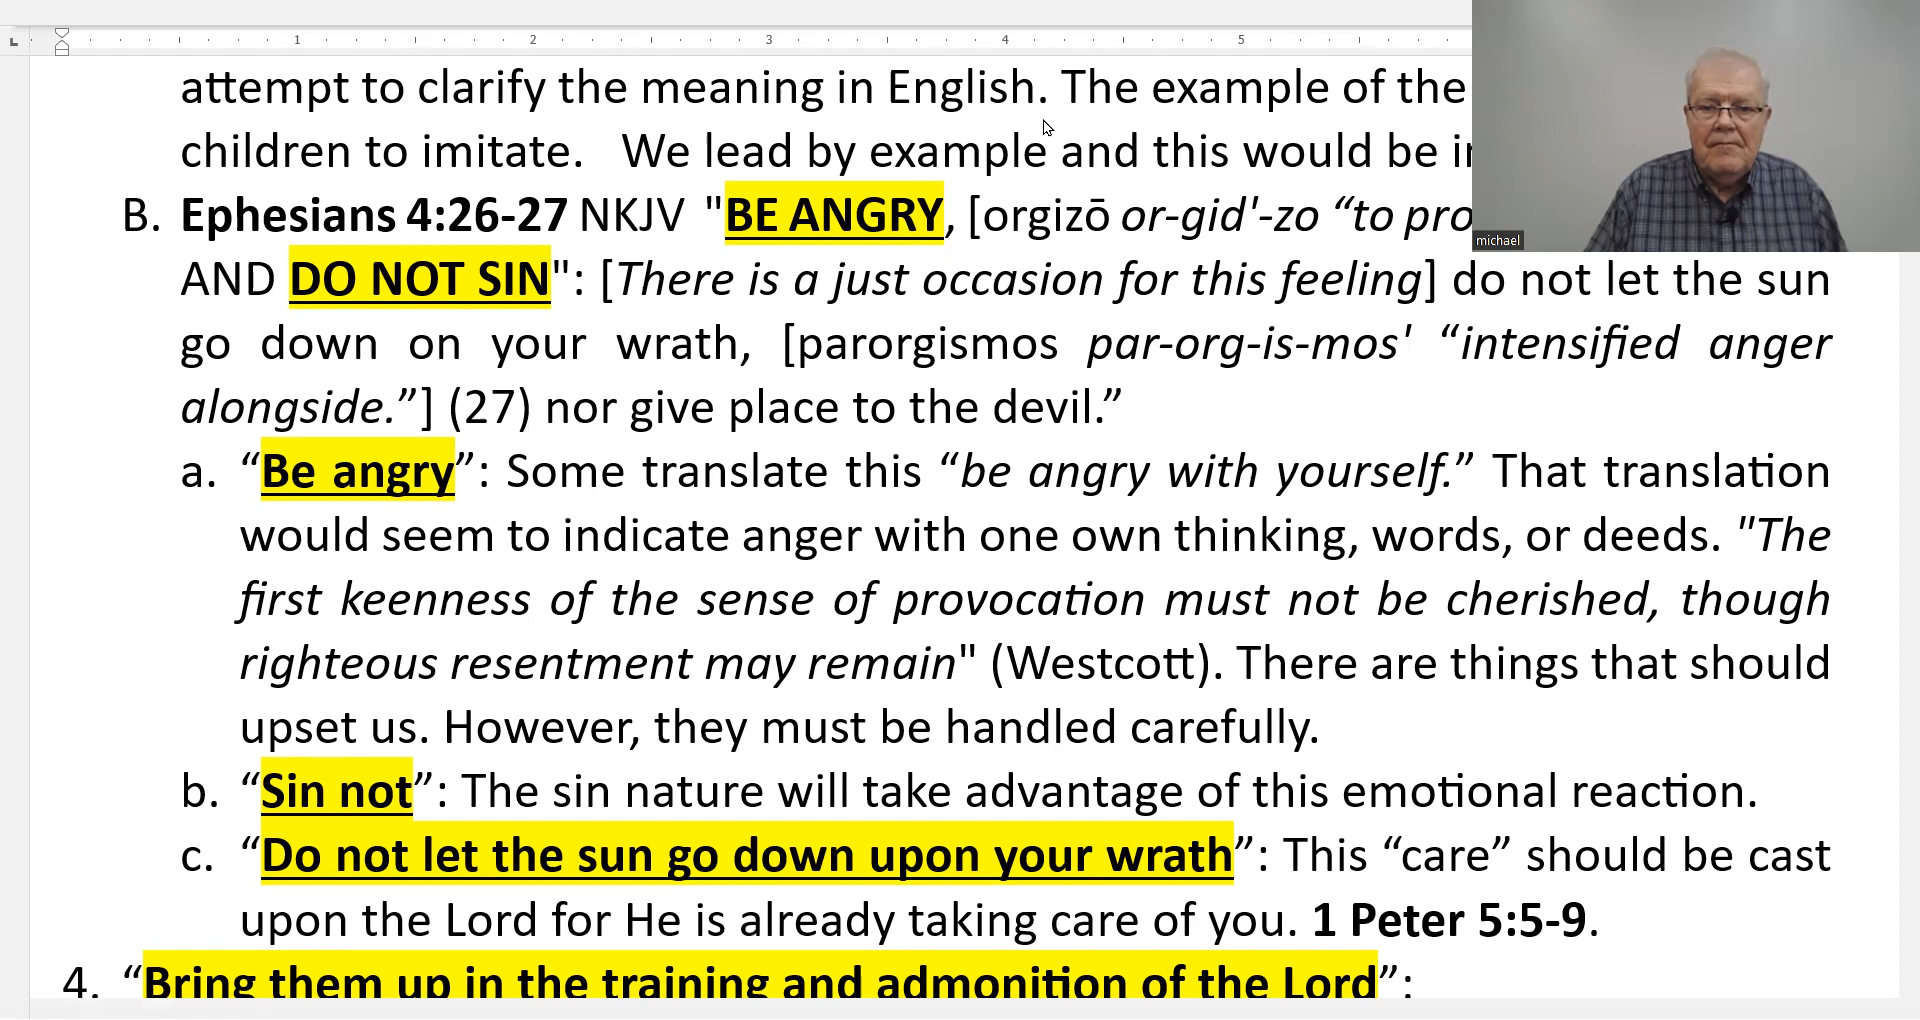 1 2 3 4 5
attempt to clarify the meaning in English. The example of the
children to imitate. We lead by example and this would be
michael
B. Ephesians 4:26-27 NKJV "BE ANGRY, [orgizō or-gid'-zo “to
AND DO NOT SIN": [There is a just occasion for this feeling] do not let the sun
go down on your wrath, [parorgismos par-org-is-mos' “intensified anger
alongside.”] (27) nor give place to the devil.”
a. “Be angry”: Some translate this “be angry with yourself.” That translation
would seem to indicate anger with one own thinking, words, or deeds. "The
first keenness of the sense of provocation must not be cherished, though
righteous resentment may remain" (Westcott). There are things that should
upset us. However, they must be handled carefully.
b. “Sin not”: The sin nature will take advantage of this emotional reaction.
c. “Do not let the sun go down upon your wrath”: This “care” should be cast
upon the Lord for He is already taking care of you. 1 Peter 5:5-9.
4. “Bring them up in the training and admonition of the Lord”: